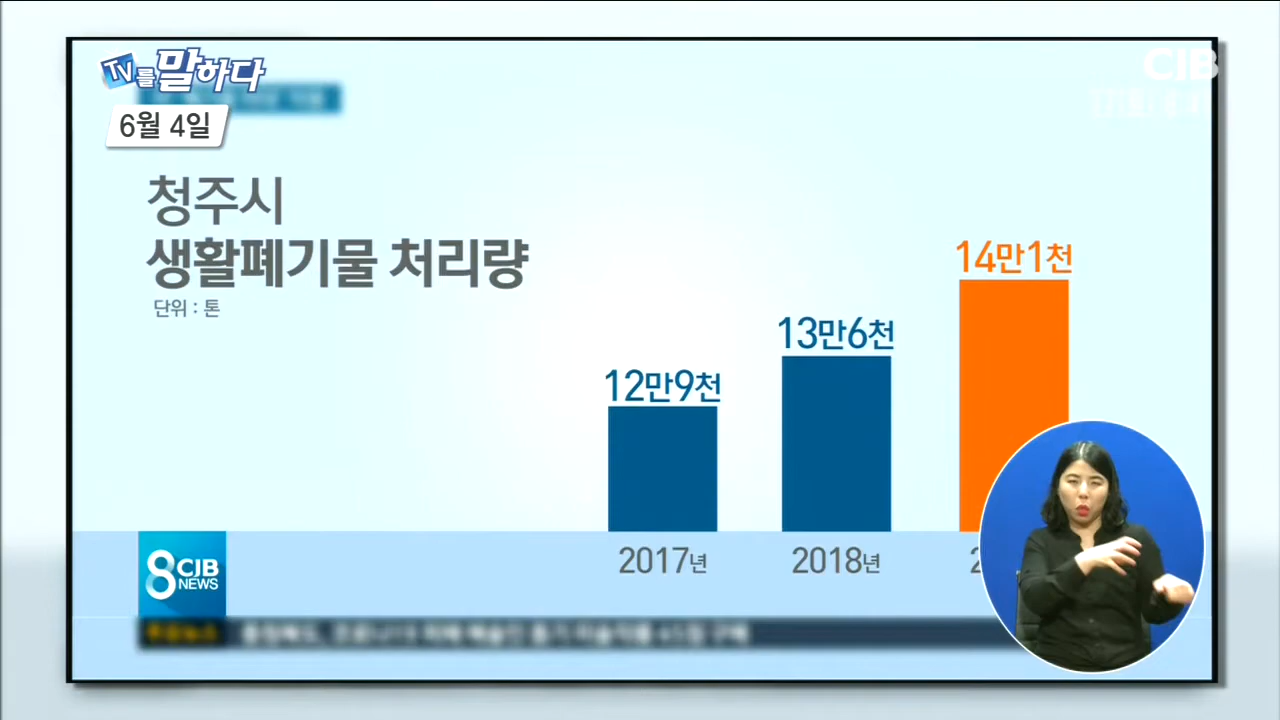 TV를 말하다
CJB
6월 4일
청주시
생활폐기물 처리량
단위 : 톤
14만1천
13만6천
12만9천
2017년
2018년
8 CJB
NEWS